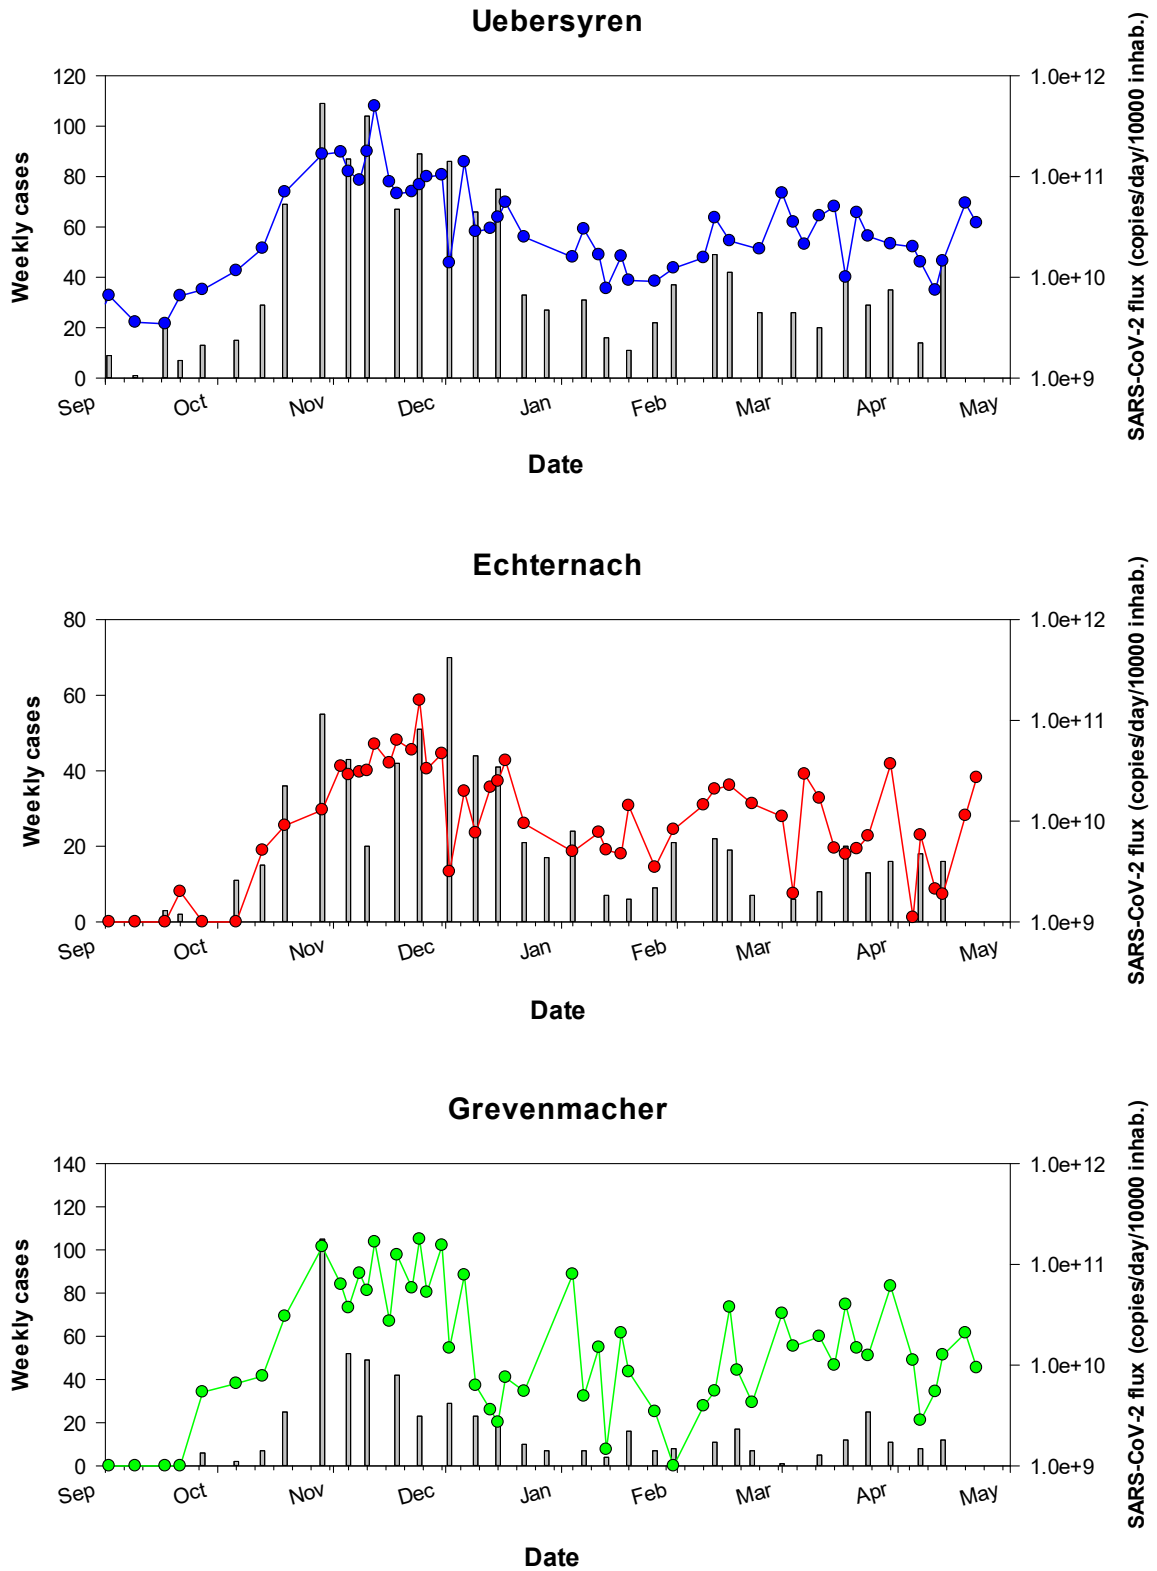 Uebersyren
120
100
80
60
40
20
0
Weekly cases
1.0e+12
1.0e+11
1.0e+10
1.0e+9
SARS-CoV-2 flux (copies/day/10000 inhab.)
Sep Oct Nov Dec Jan Feb Mar Apr May
Date
Echternach
80
60
40
20
0
Weekly cases
1.0e+12
1.0e+11
1.0e+10
1.0e+9
SARS-CoV-2 flux (copies/day/10000 inhab.)
Sep Oct Nov Dec Jan Feb Mar Apr May
Date
Grevenmacher
140
120
100
80
60
40
20
0
Weekly cases
1.0e+12
1.0e+11
1.0e+10
1.0e+9
SARS-CoV-2 flux (copies/day/10000 inhab.)
Sep Oct Nov Dec Jan Feb Mar Apr May
Date